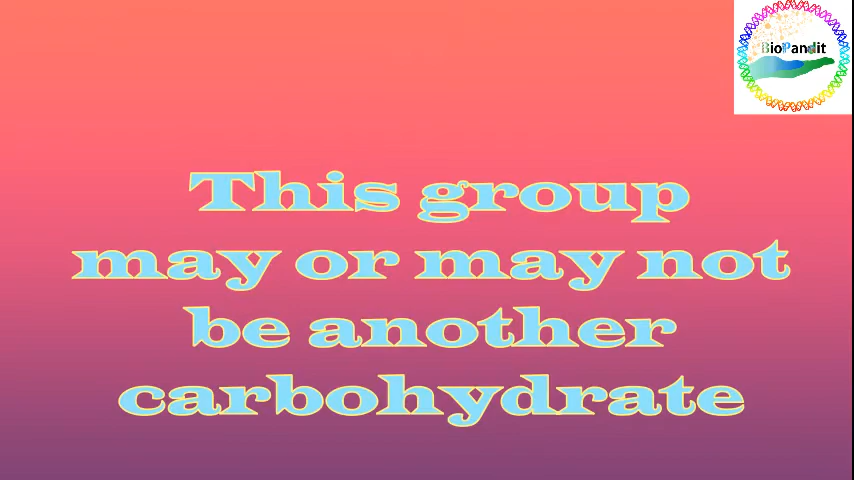 BioPandit
This group
may or may not
be another
carbohydrate